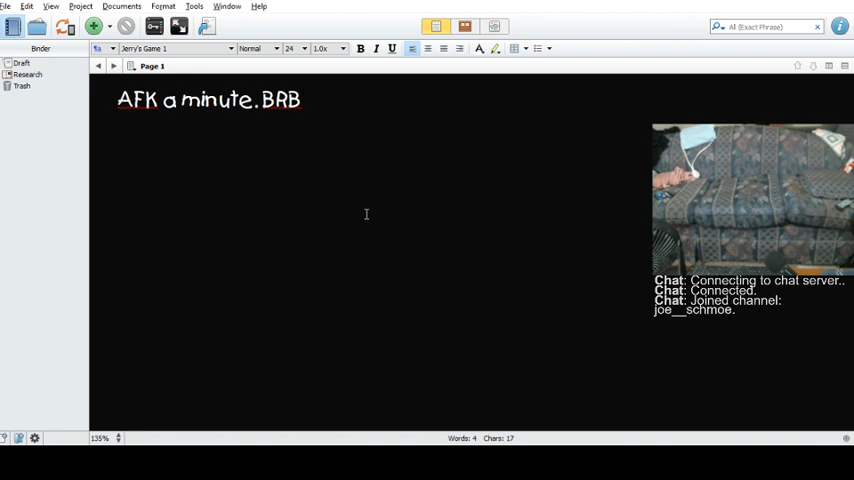 File Edit View Project Documents Format Tools Window Help
All (Exact Phrase)
Binder
Jerry's Game 1 Normal 24 1.0x B I U A
Draft
Research
Trash
Page 1
AFK a minute. BRB
Chat: Connecting to chat server..
Chat: Connected.
Chat: Joined channel:
joe__schmoe.
135%
Words: 4 Chars: 17